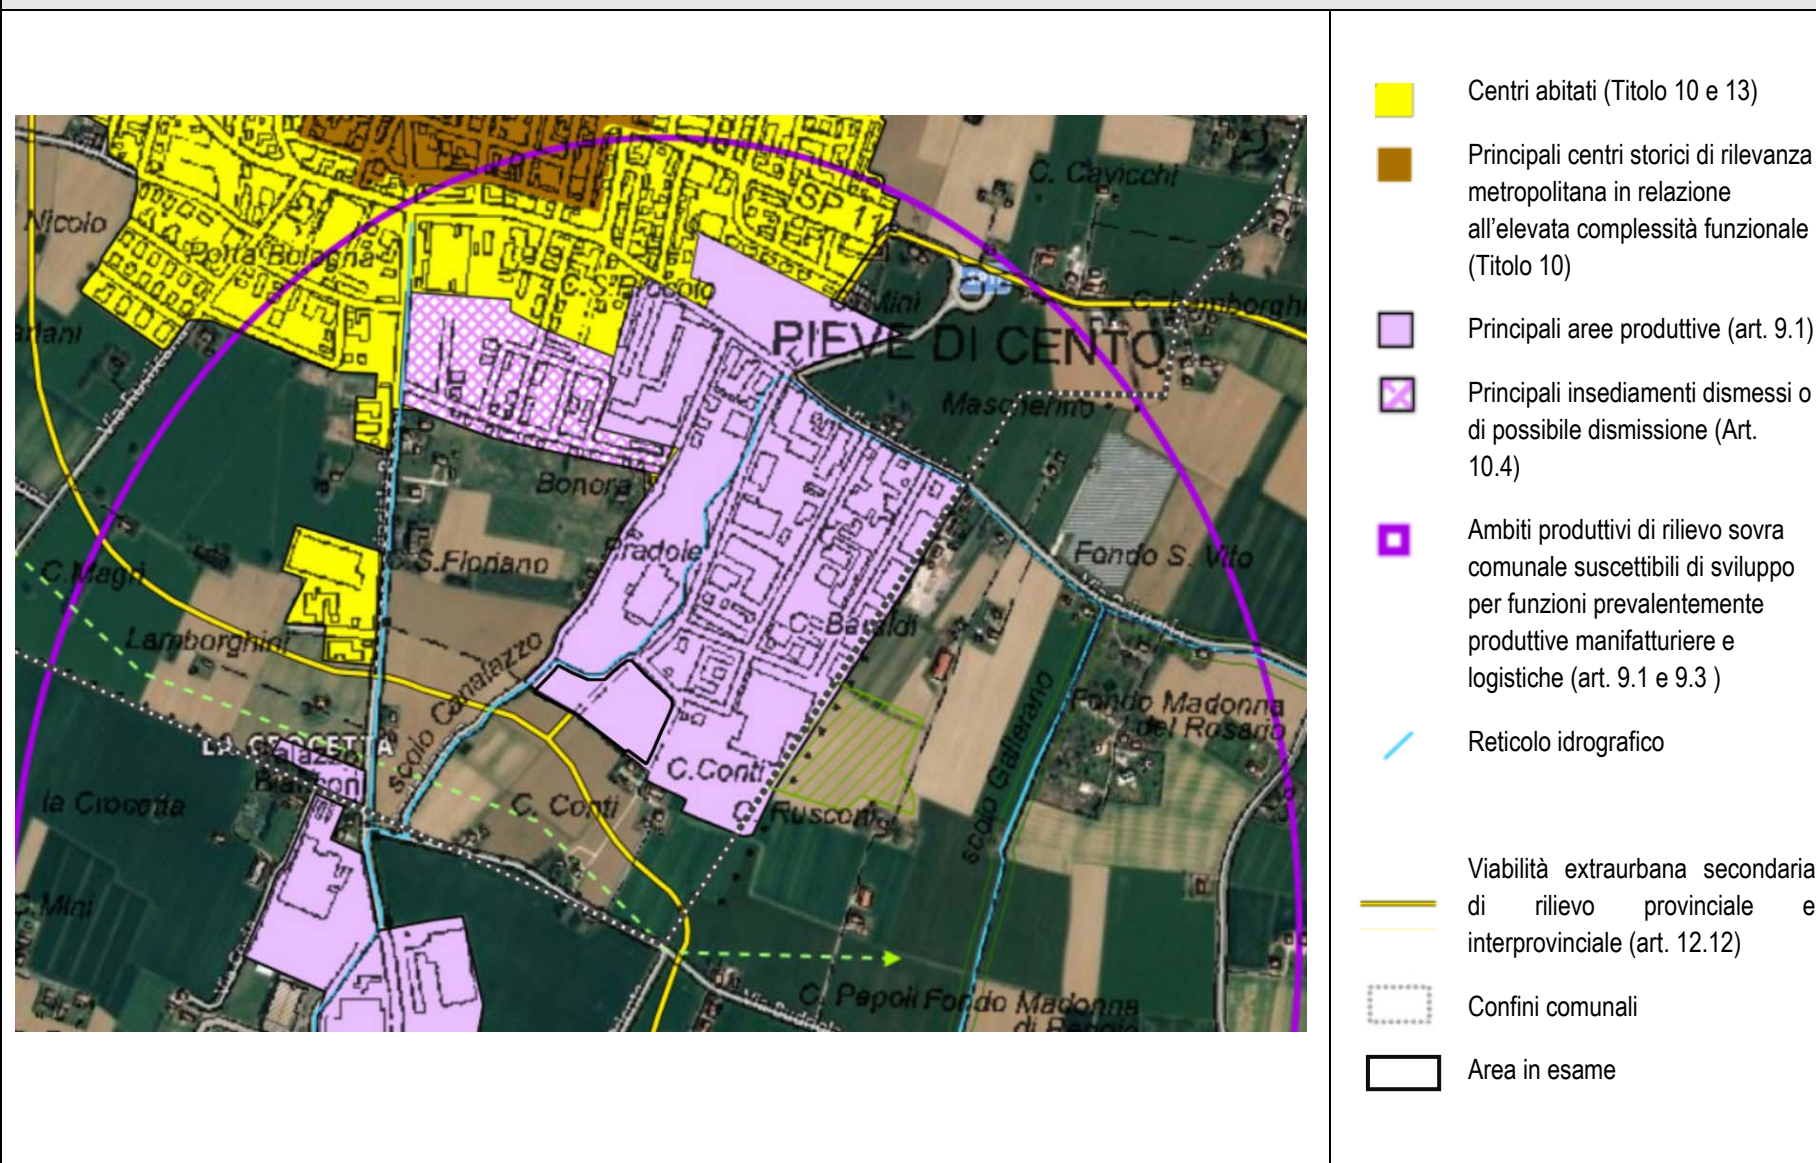 C. Cavicchi
SP 11
Nicolo
Porta Bologna
C. Lamborghi
PIEVE DI CENTO
Mascherino
Bonora
Pradole
Fondo S. Vito
C.S.Floriano
C.Magri
Lamborghini
C. Baraldi
scolo Canalazzo
Fondo Madonna
del Rosario
scolo Gallerano
LA CROCETTA
C.Conti
la Crocetta
C. Conti
C. Rusconi
C.Mini
C. Papoli
Fondo Madonna
Centri abitati (Titolo 10 e 13)
Principali centri storici di rilevanza
metropolitana in relazione
all'elevata complessità funzionale
(Titolo 10)
Principali aree produttive (art. 9.1)
Principali insediamenti dismessi o
di possibile dismissione (Art.
10.4)
Ambiti produttivi di rilievo sovra
comunale suscettibili di sviluppo
per funzioni prevalentemente
produttive manifatturiere e
logistiche (art. 9.1 e 9.3 )
Reticolo idrografico
Viabilità extraurbana secondaria
di rilievo provinciale e
interprovinciale (art. 12.12)
Confini comunali
Area in esame